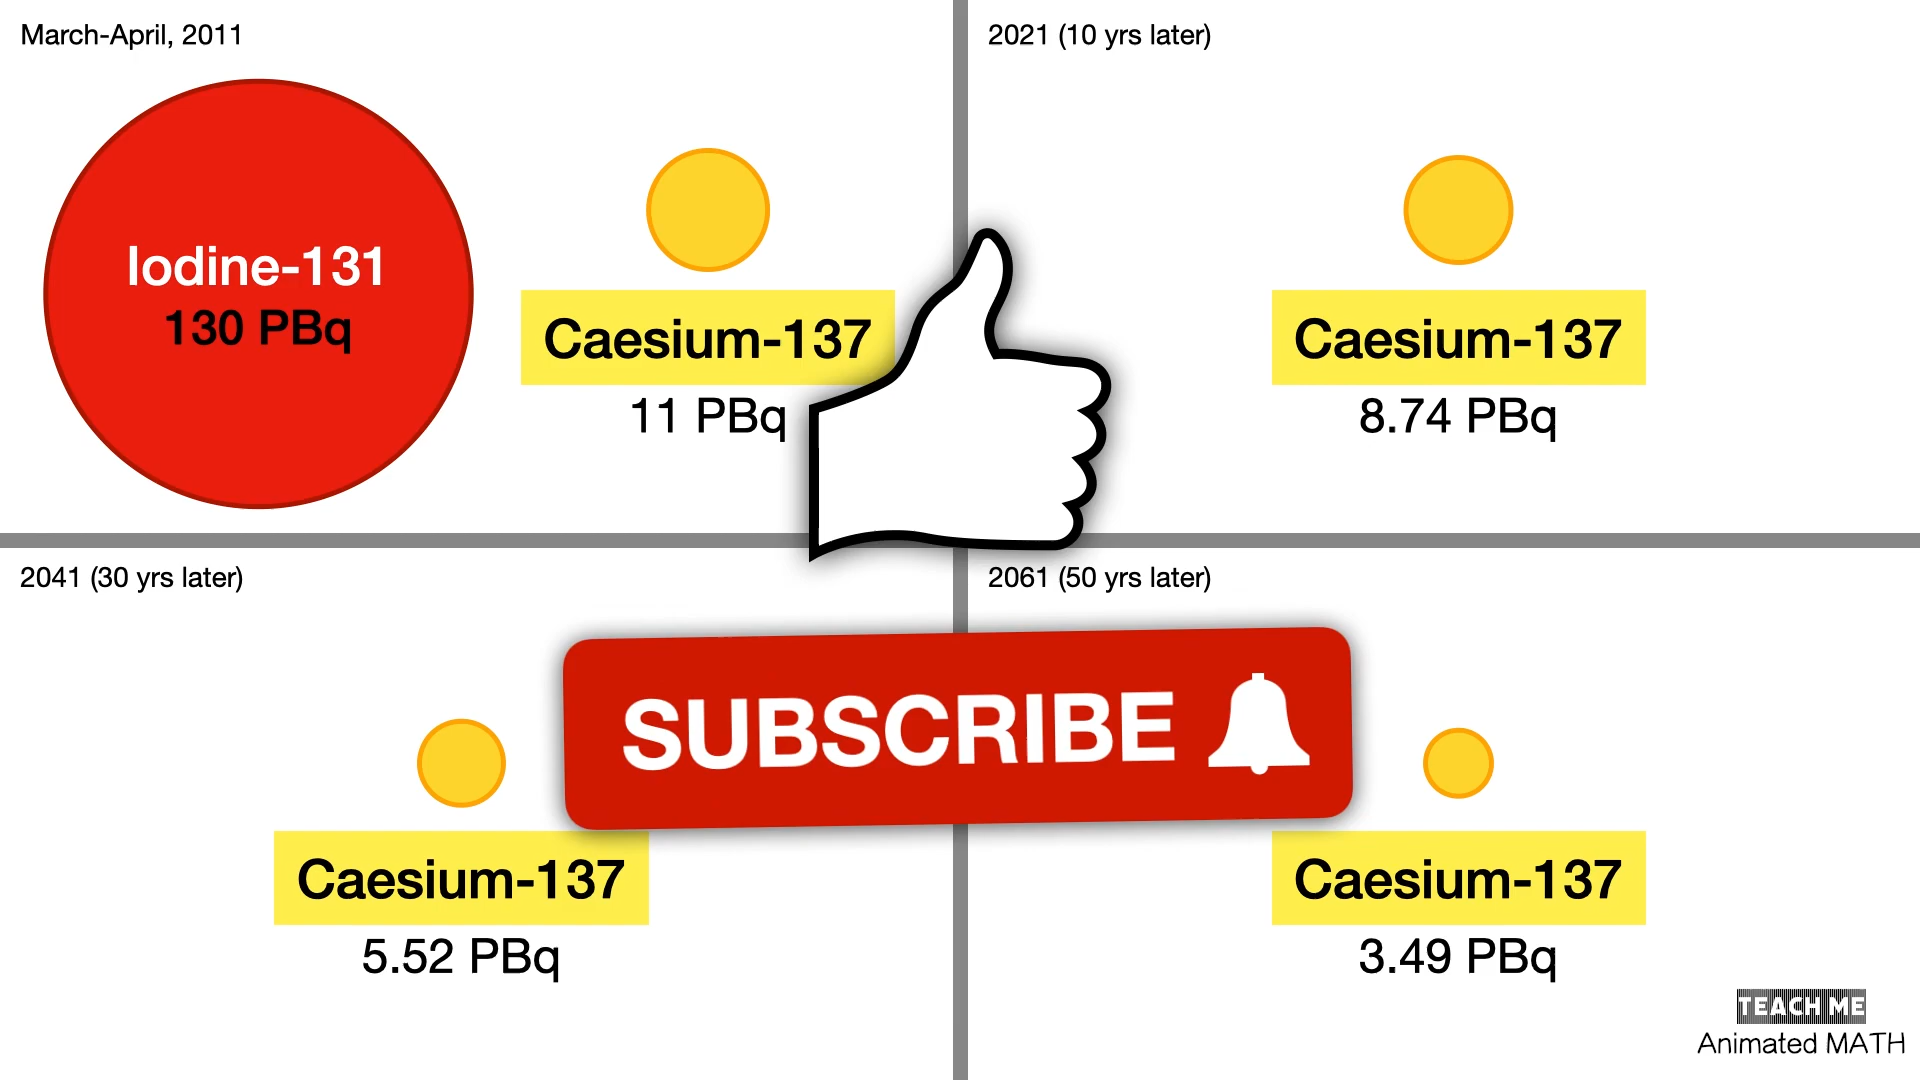 March-April, 2011
Iodine-131
130 PBq
Caesium-137
11 PBq
2021 (10 yrs later)
Caesium-137
8.74 PBq
2041 (30 yrs later)
Caesium-137
5.52 PBq
2061 (50 yrs later)
Caesium-137
3.49 PBq
SUBSCRIBE
TEACH ME
Animated MATH